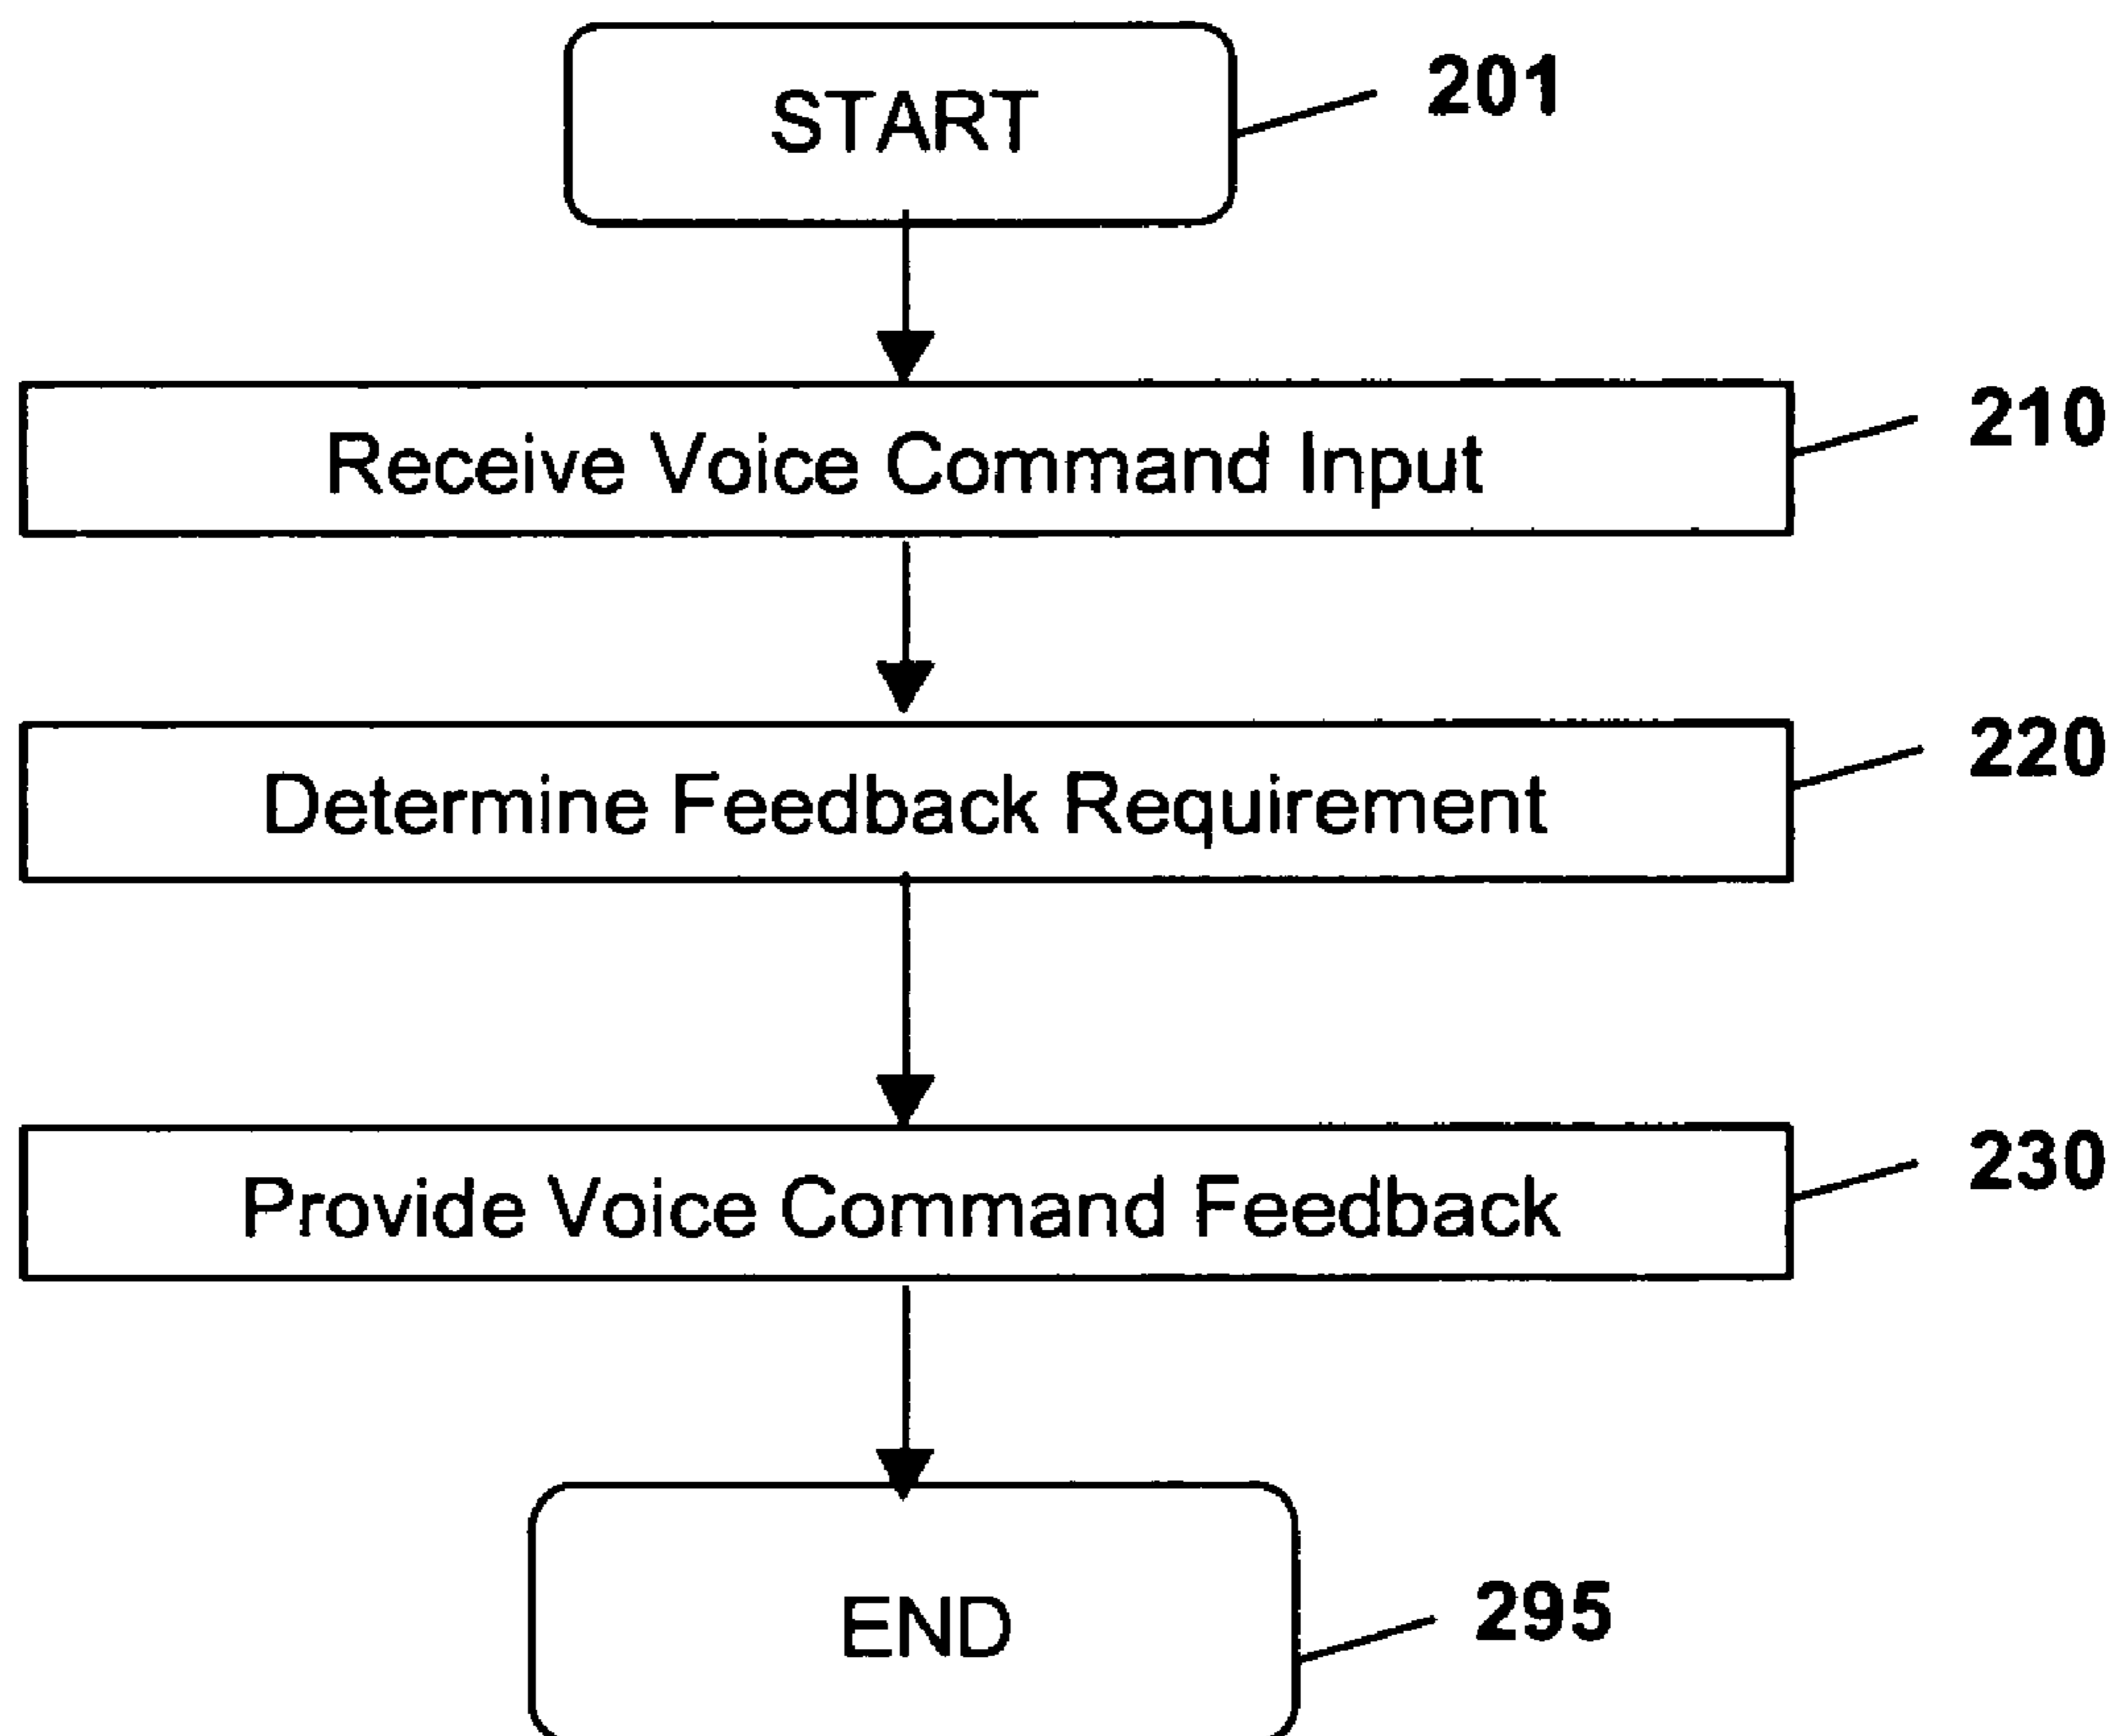 START
201
Receive Voice Command Input
210
Determine Feedback Requirement
220
Provide Voice Command Feedback
230
END
295